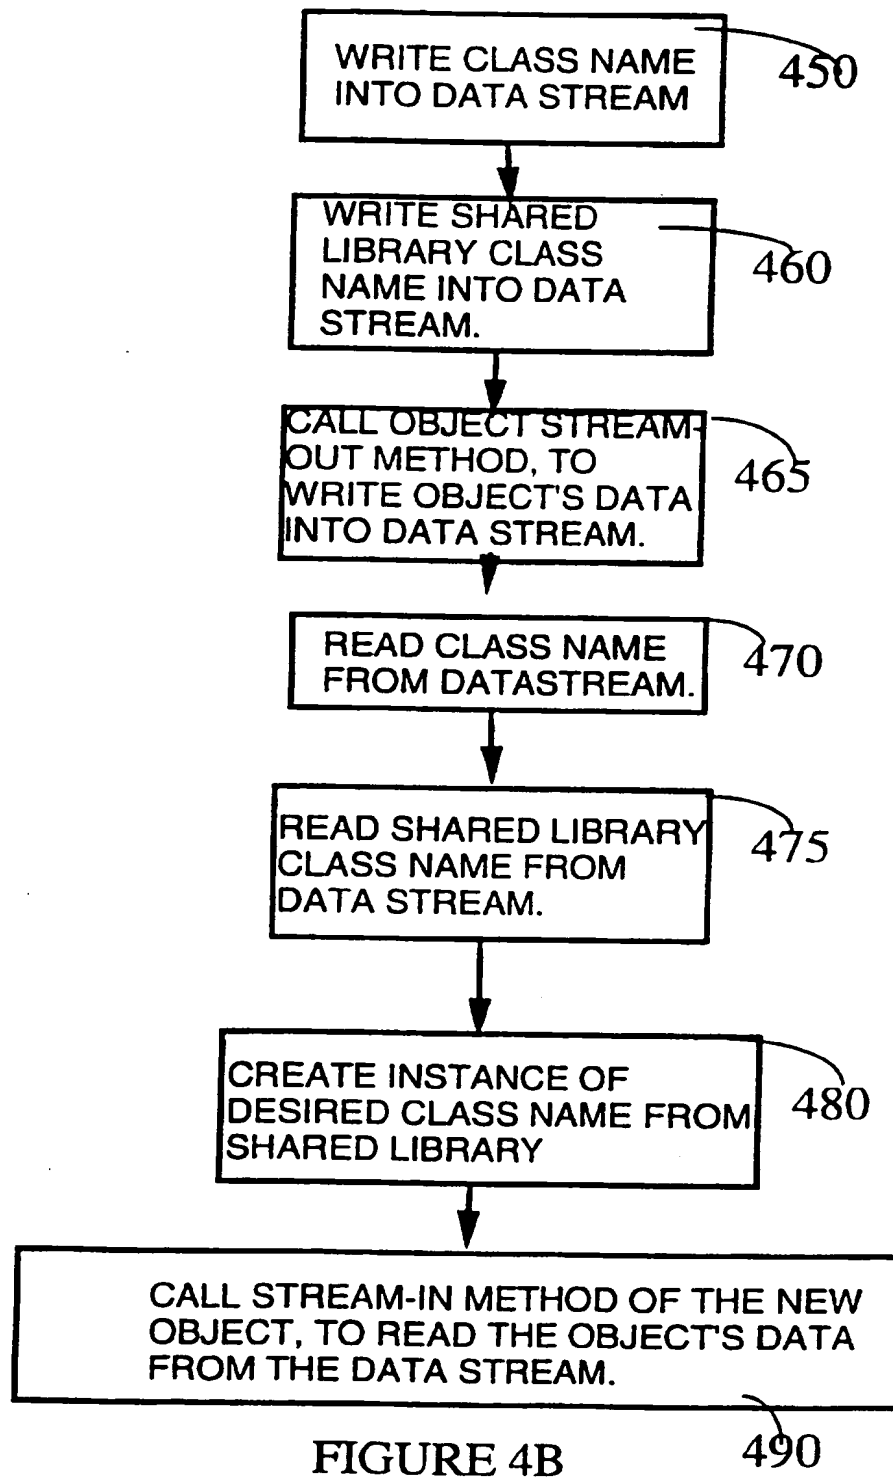 WRITE CLASS NAME
INTO DATA STREAM
450
WRITE SHARED
LIBRARY CLASS
NAME INTO DATA
STREAM.
460
CALL OBJECT STREAM-
OUT METHOD, TO
WRITE OBJECT'S DATA
INTO DATA STREAM.
465
READ CLASS NAME
FROM DATASTREAM.
470
READ SHARED LIBRARY
CLASS NAME FROM
DATA STREAM.
475
CREATE INSTANCE OF
DESIRED CLASS NAME FROM
SHARED LIBRARY
480
CALL STREAM-IN METHOD OF THE NEW
OBJECT, TO READ THE OBJECT'S DATA
FROM THE DATA STREAM.
490
FIGURE 4B